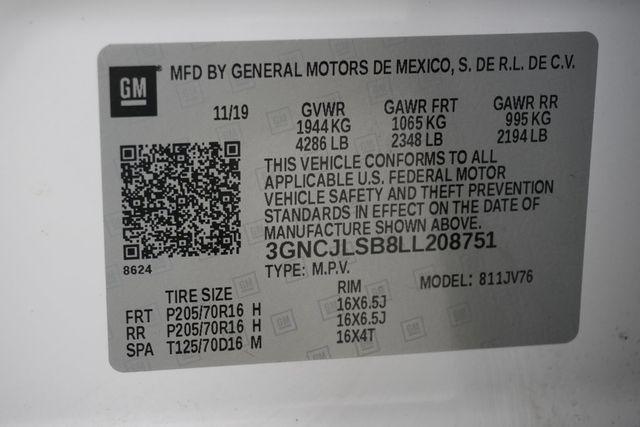 GM MFD BY GENERAL MOTORS DE MEXICO, S. DE R.L. DE C.V.
11/19 GVWR GAWR FRT GAWR RR
1944 KG 1065 KG 995 KG
4286 LB 2348 LB 2194 LB
THIS VEHICLE CONFORMS TO ALL
APPLICABLE U.S. FEDERAL MOTOR
VEHICLE SAFETY AND THEFT PREVENTION
STANDARDS IN EFFECT ON THE DATE OF
MANUFACTURE SHOWN ABOVE.
3GNCJLSB8LL208751
8624
TYPE: M.P.V. MODEL: 811JV76
TIRE SIZE RIM
FRT P205/70R16 H 16X6.5J
RR P205/70R16 H 16X6.5J
SPA T125/70D16 M 16X4T